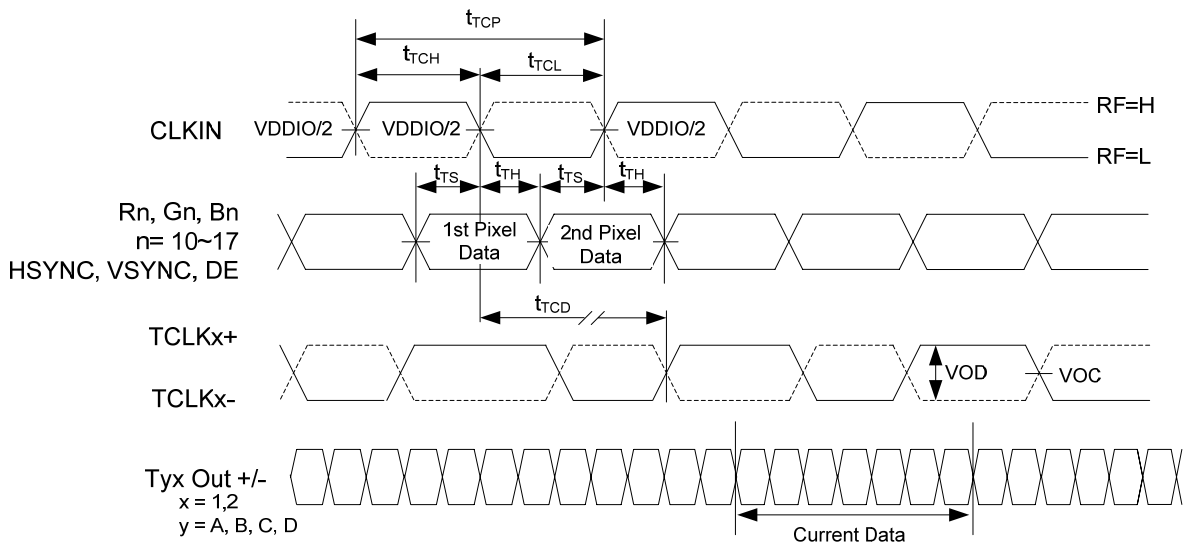 tTCP
tTCH
tTCL
CLKIN
VDDIO/2
VDDIO/2
VDDIO/2
RF=H
RF=L
tTS
tTH
tTS
tTH
Rn, Gn, Bn
n= 10~17
HSYNC, VSYNC, DE
1st Pixel
Data
2nd Pixel
Data
tTCD
TCLKx+
TCLKx-
VOD
VOC
Tyx Out +/-
x = 1,2
y = A, B, C, D
Current Data